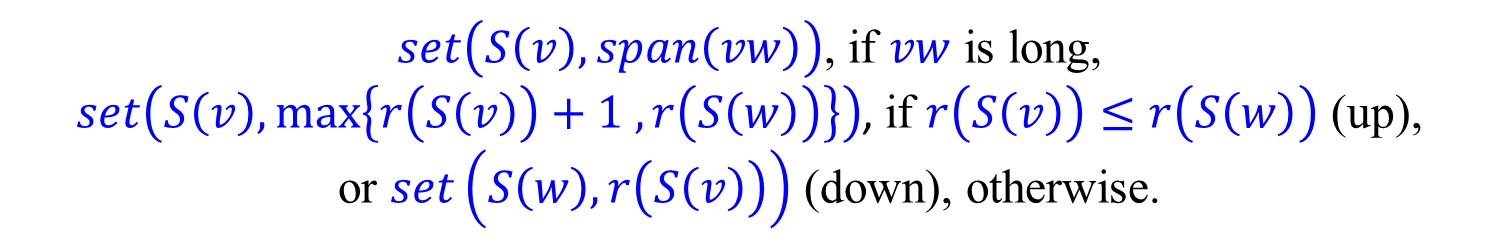 set(S(v), span(vw)), if vw is long,
set(S(v), max{r(S(v)) + 1 , r(S(w))}), if r(S(v)) ≤ r(S(w)) (up),
or set (S(w), r(S(v))) (down), otherwise.